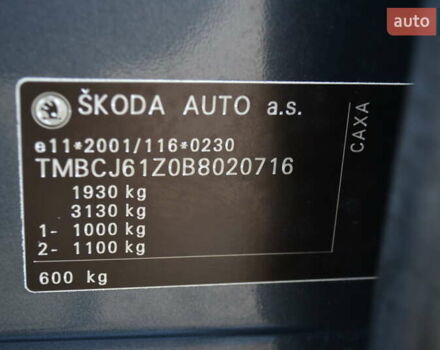 auto
ŠKODA AUTO a.s.
e11*2001/116*0230
TMBCJ61Z0B8020716
1930 kg
3130 kg
1- 1000 kg
2- 1100 kg
600 kg
CAXA